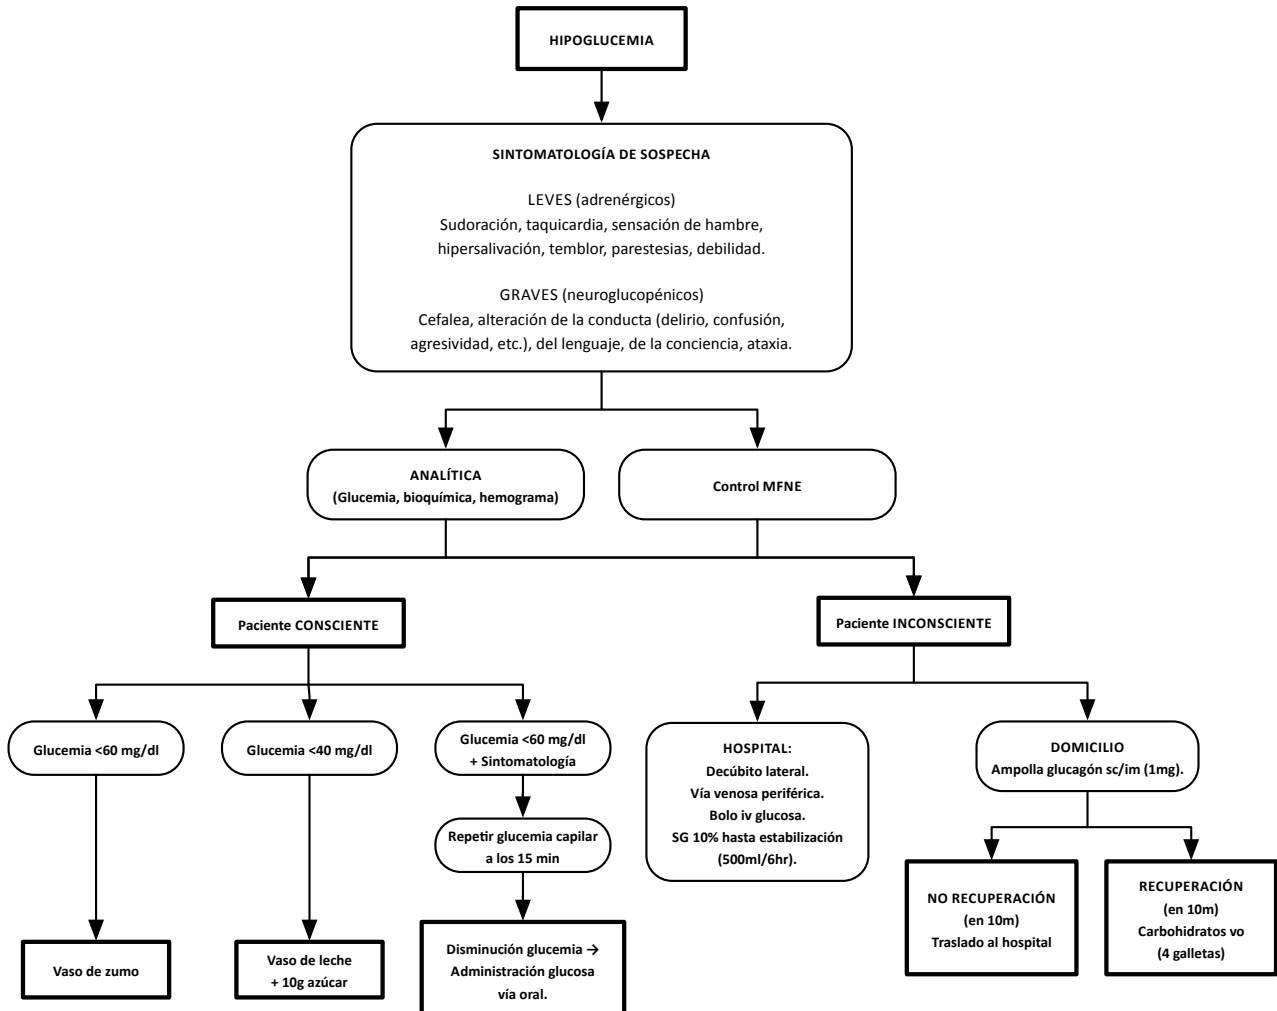 HIPOGLUCEMIA
SINTOMATOLOGÍA DE SOSPECHA
LEVES (adrenérgicos)
Sudoración, taquicardia, sensación de hambre,
hipersalivación, temblor, parestesias, debilidad.
GRAVES (neuroglucopénicos)
Cefalea, alteración de la conducta (delirio, confusión,
agresividad, etc.), del lenguaje, de la conciencia, ataxia.
ANALÍTICA
(Glucemia, bioquímica, hemograma)
Control MFNE
Paciente CONSCIENTE
Paciente INCONSCIENTE
Glucemia <60 mg/dl
Glucemia <40 mg/dl
Glucemia <60 mg/dl
+ Sintomatología
Repetir glucemia capilar
a los 15 min
HOSPITAL:
Decúbito lateral.
Vía venosa periférica.
Bolo iv glucosa.
SG 10% hasta estabilización
(500ml/6hr).
DOMICILIO
Ampolla glucagón sc/im (1mg).
Vaso de zumo
Vaso de leche
+ 10g azúcar
Disminución glucemia →
Administración glucosa
vía oral.
NO RECUPERACIÓN
(en 10m)
Traslado al hospital
RECUPERACIÓN
(en 10m)
Carbohidratos vo
(4 galletas)